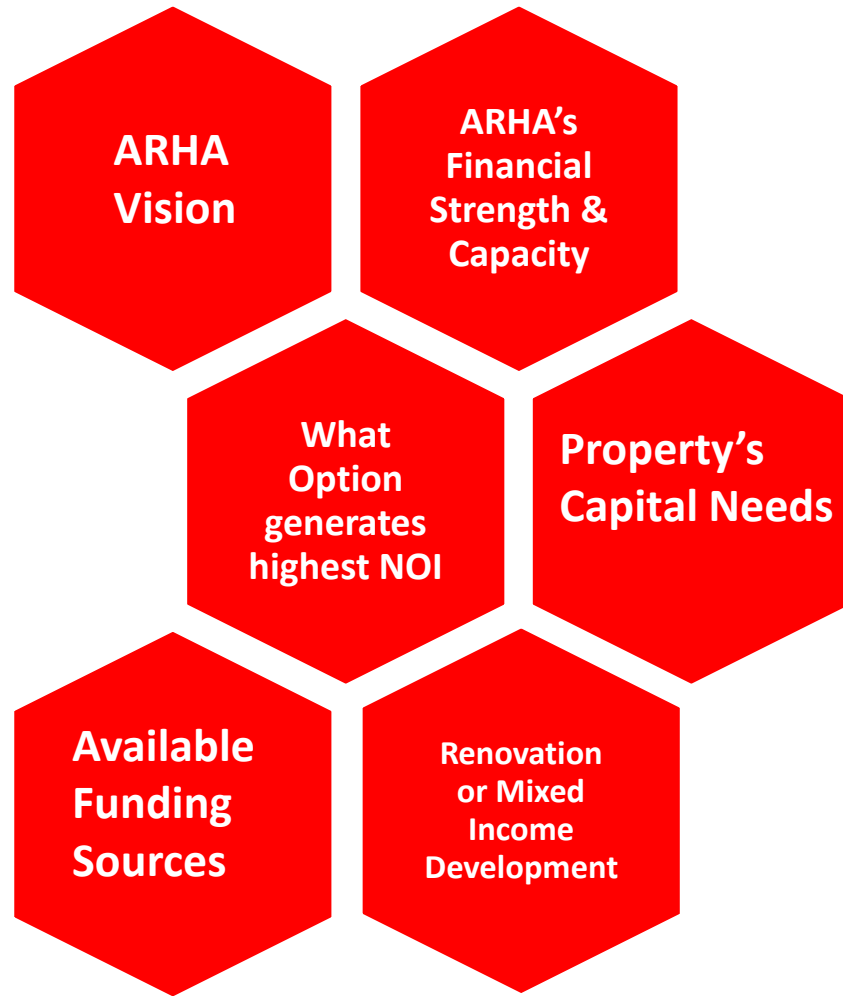 ARHA
Vision
ARHA’s
Financial
Strength &
Capacity
What
Option
generates
highest NOI
Property’s
Capital Needs
Available
Funding
Sources
Renovation
or Mixed
Income
Development